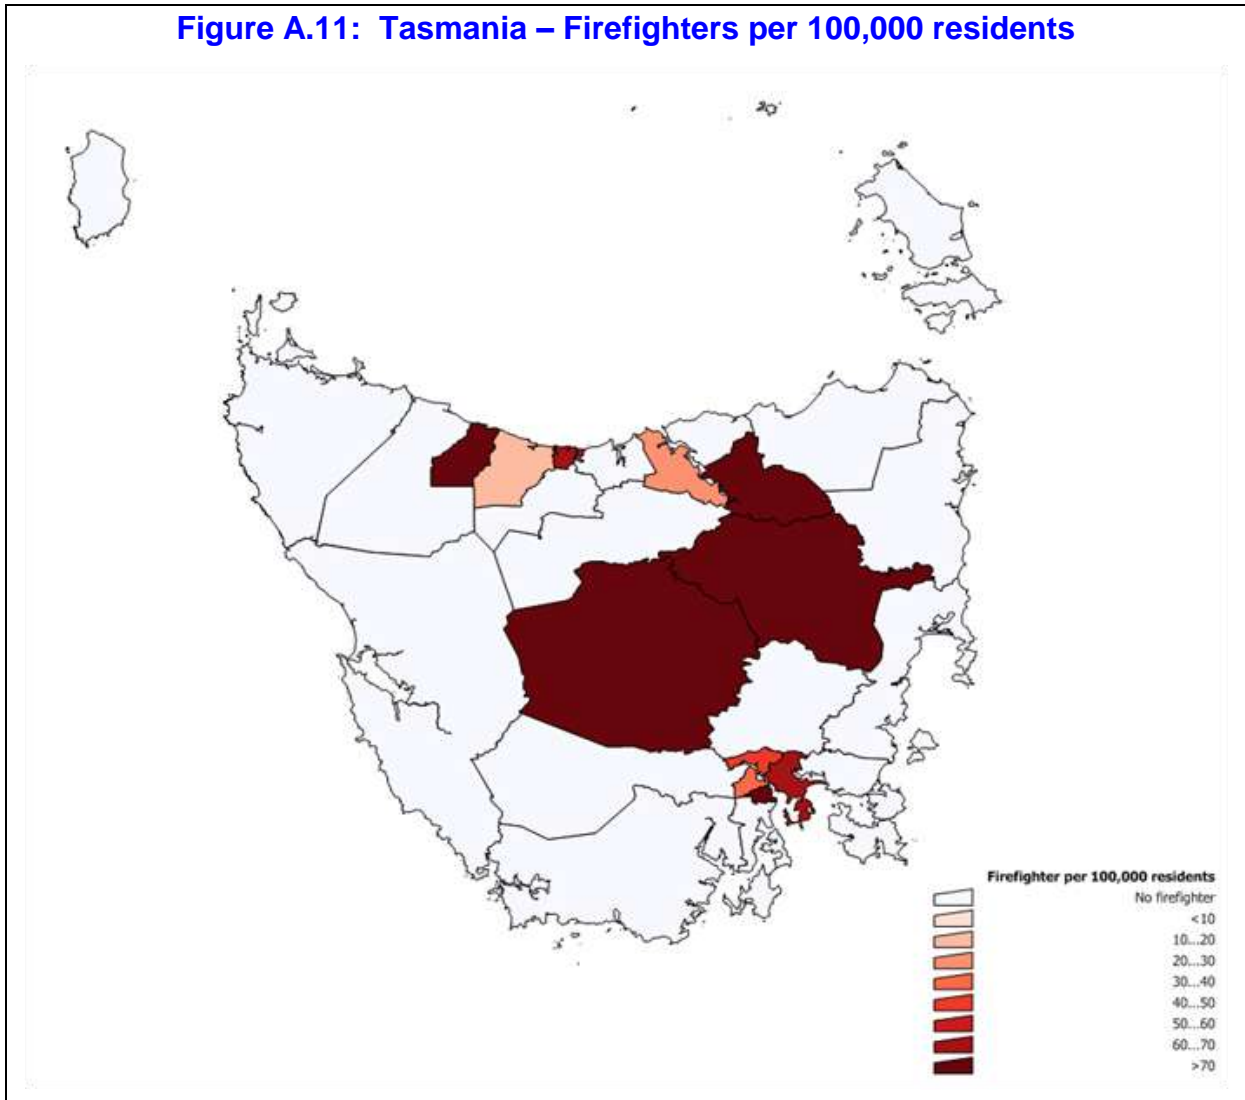 Figure A.11: Tasmania – Firefighters per 100,000 residents
Firefighter per 100,000 residents
No firefighter
<10
10...20
20...30
30...40
40...50
50...60
60...70
>70